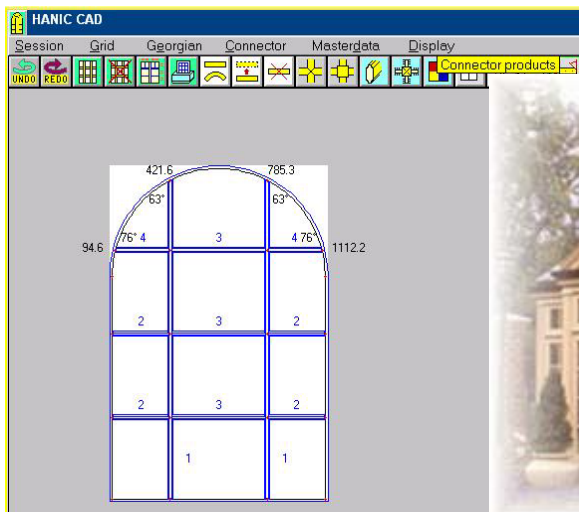 HANIC CAD
Session Grid Georgian Connector Masterdata Display
UNDO REDO Connector products
421.6 785.3
63° 63°
76° 4 3 4 76°
94.6 1112.2
2 3 2
2 3 2
1 1